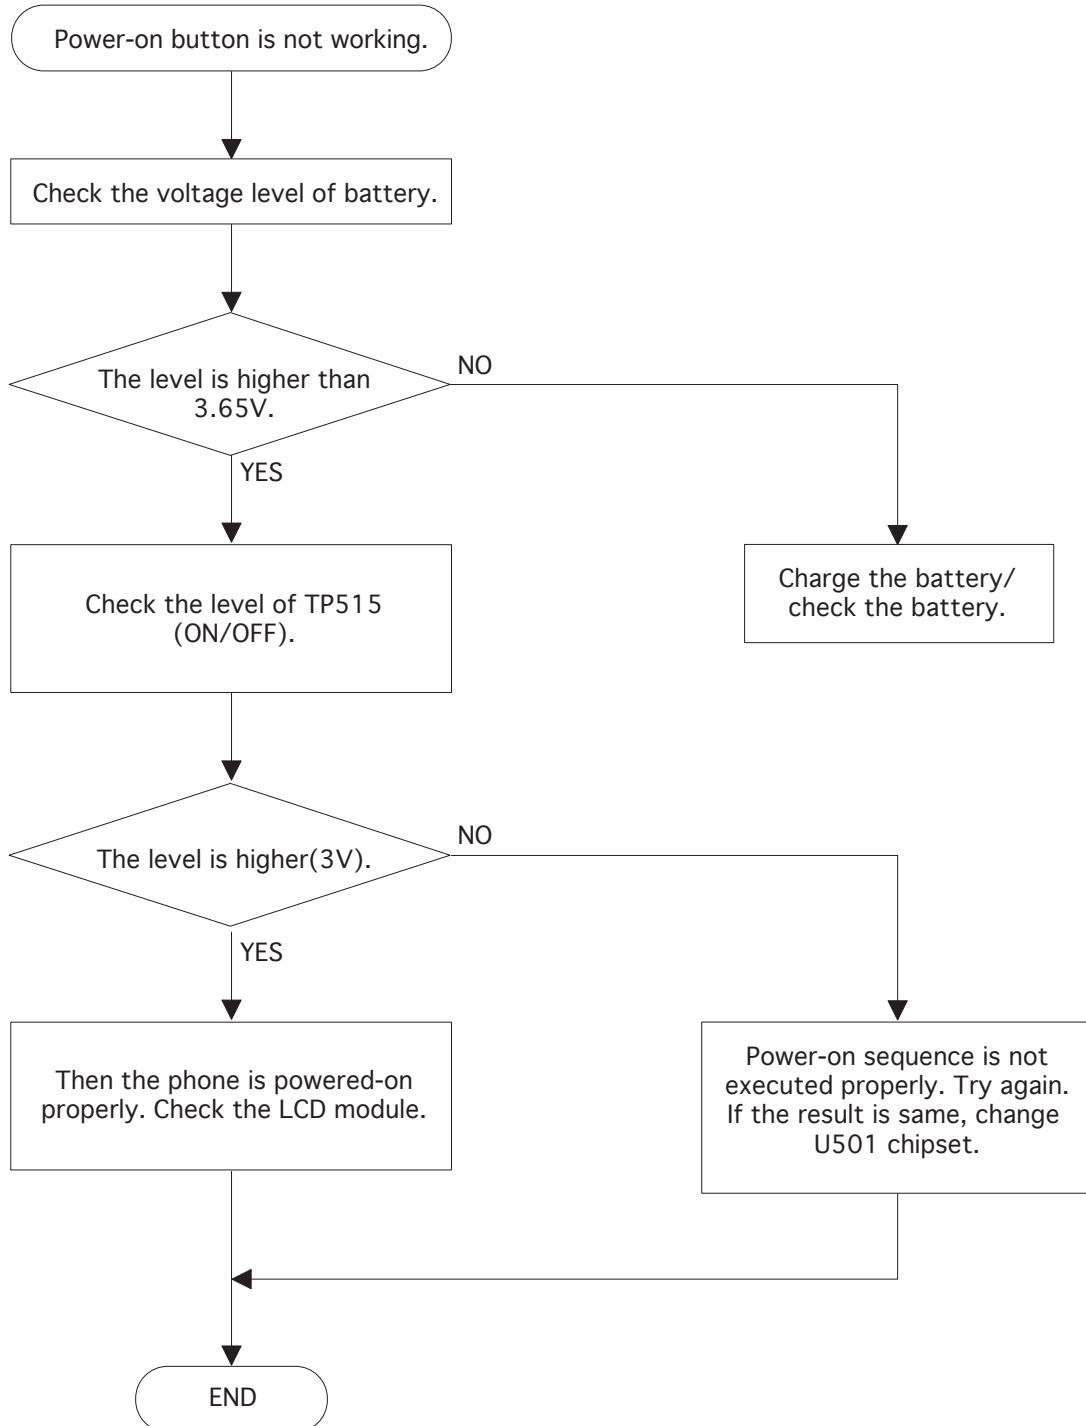 Power-on button is not working.
Check the voltage level of battery.
The level is higher than
3.65V.
NO
YES
Check the level of TP515
(ON/OFF).
Charge the battery/
check the battery.
The level is higher(3V).
NO
YES
Then the phone is powered-on
properly. Check the LCD module.
Power-on sequence is not
executed properly. Try again.
If the result is same, change
U501 chipset.
END